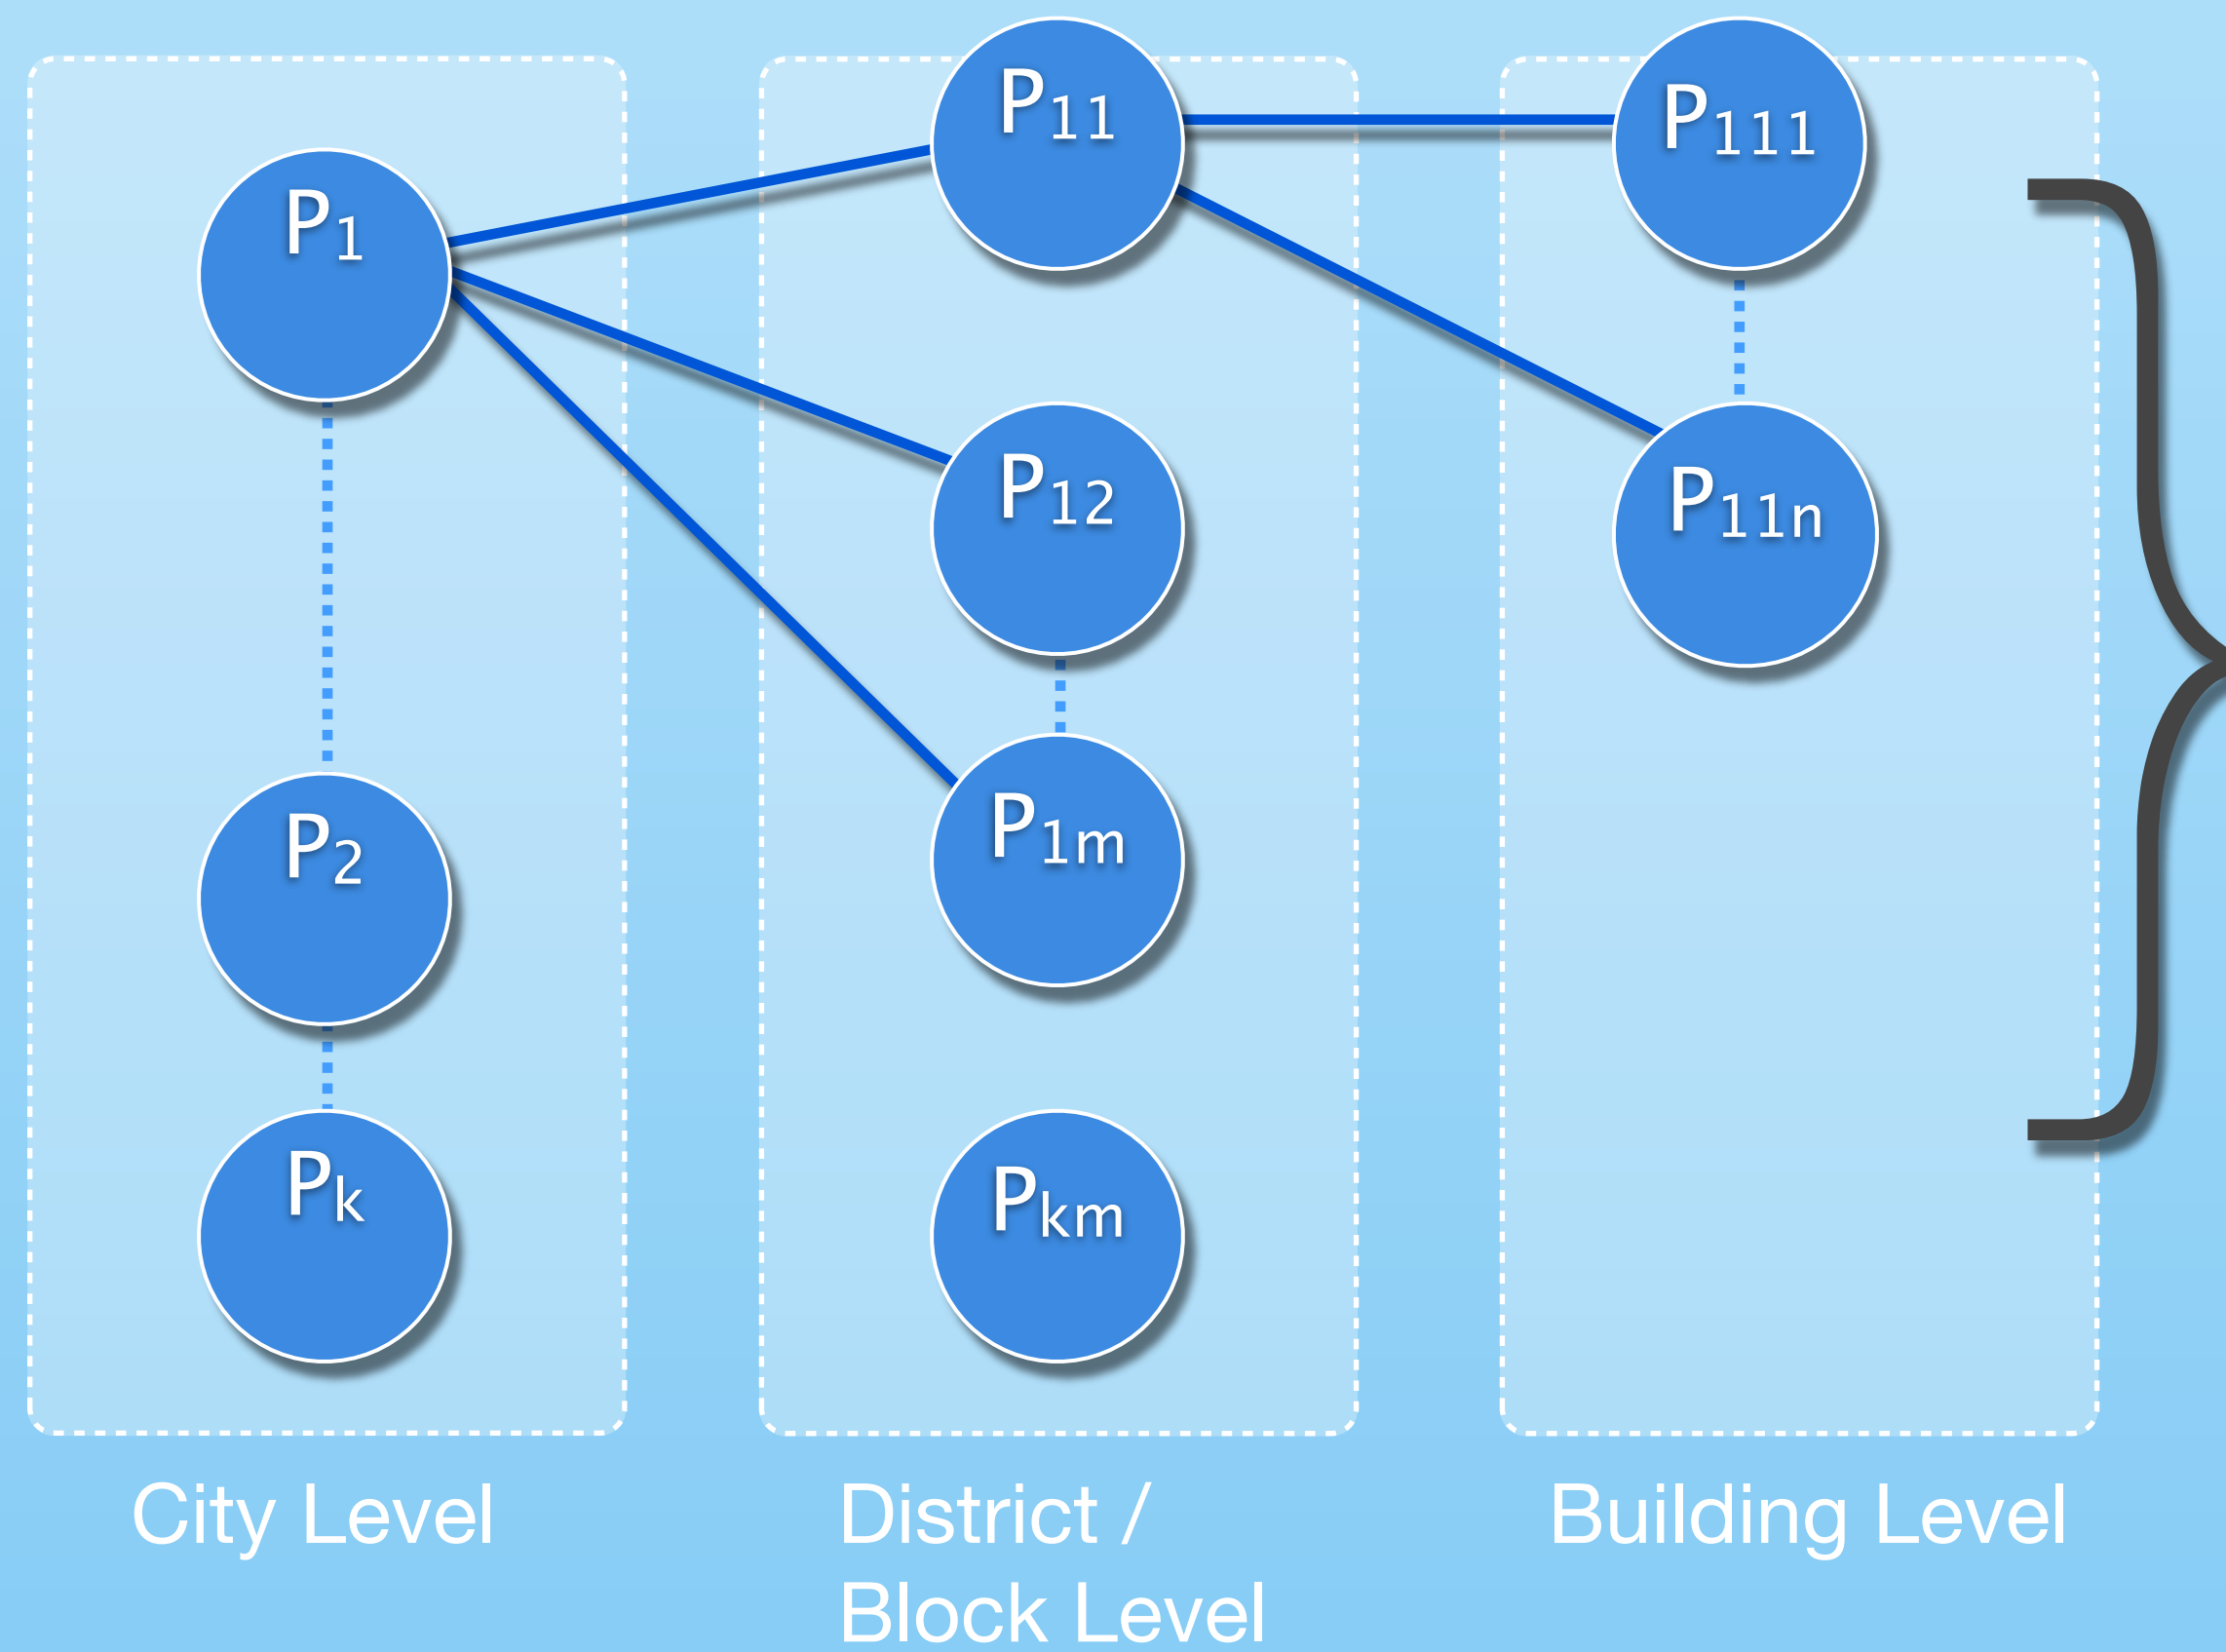 P₁
P₂
Pₖ
City Level
P₁₁
P₁₂
P₁ₘ
Pₖₘ
District /
Block Level
P₁₁₁
P₁₁ₙ
Building Level